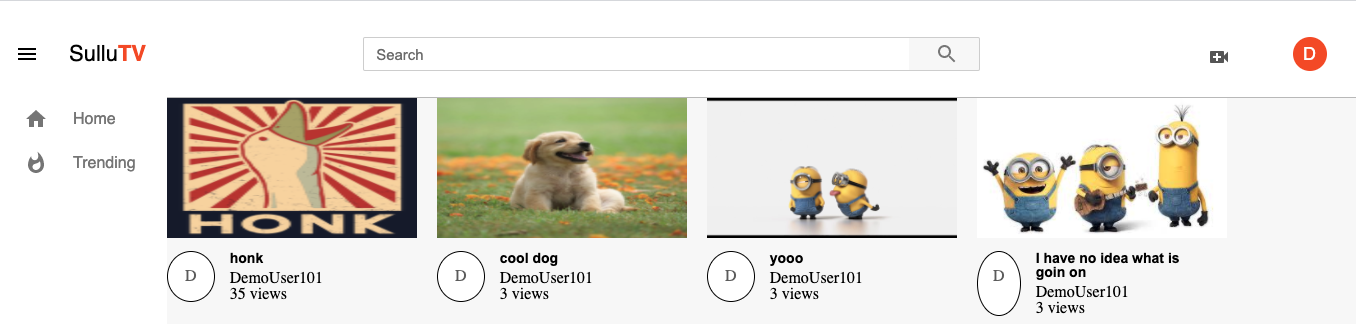 SulluTV
Search
D
Home
Trending
HONK
D
honk
DemoUser101
35 views
D
cool dog
DemoUser101
3 views
D
yooo
DemoUser101
3 views
D
I have no idea what is
goin on
DemoUser101
3 views